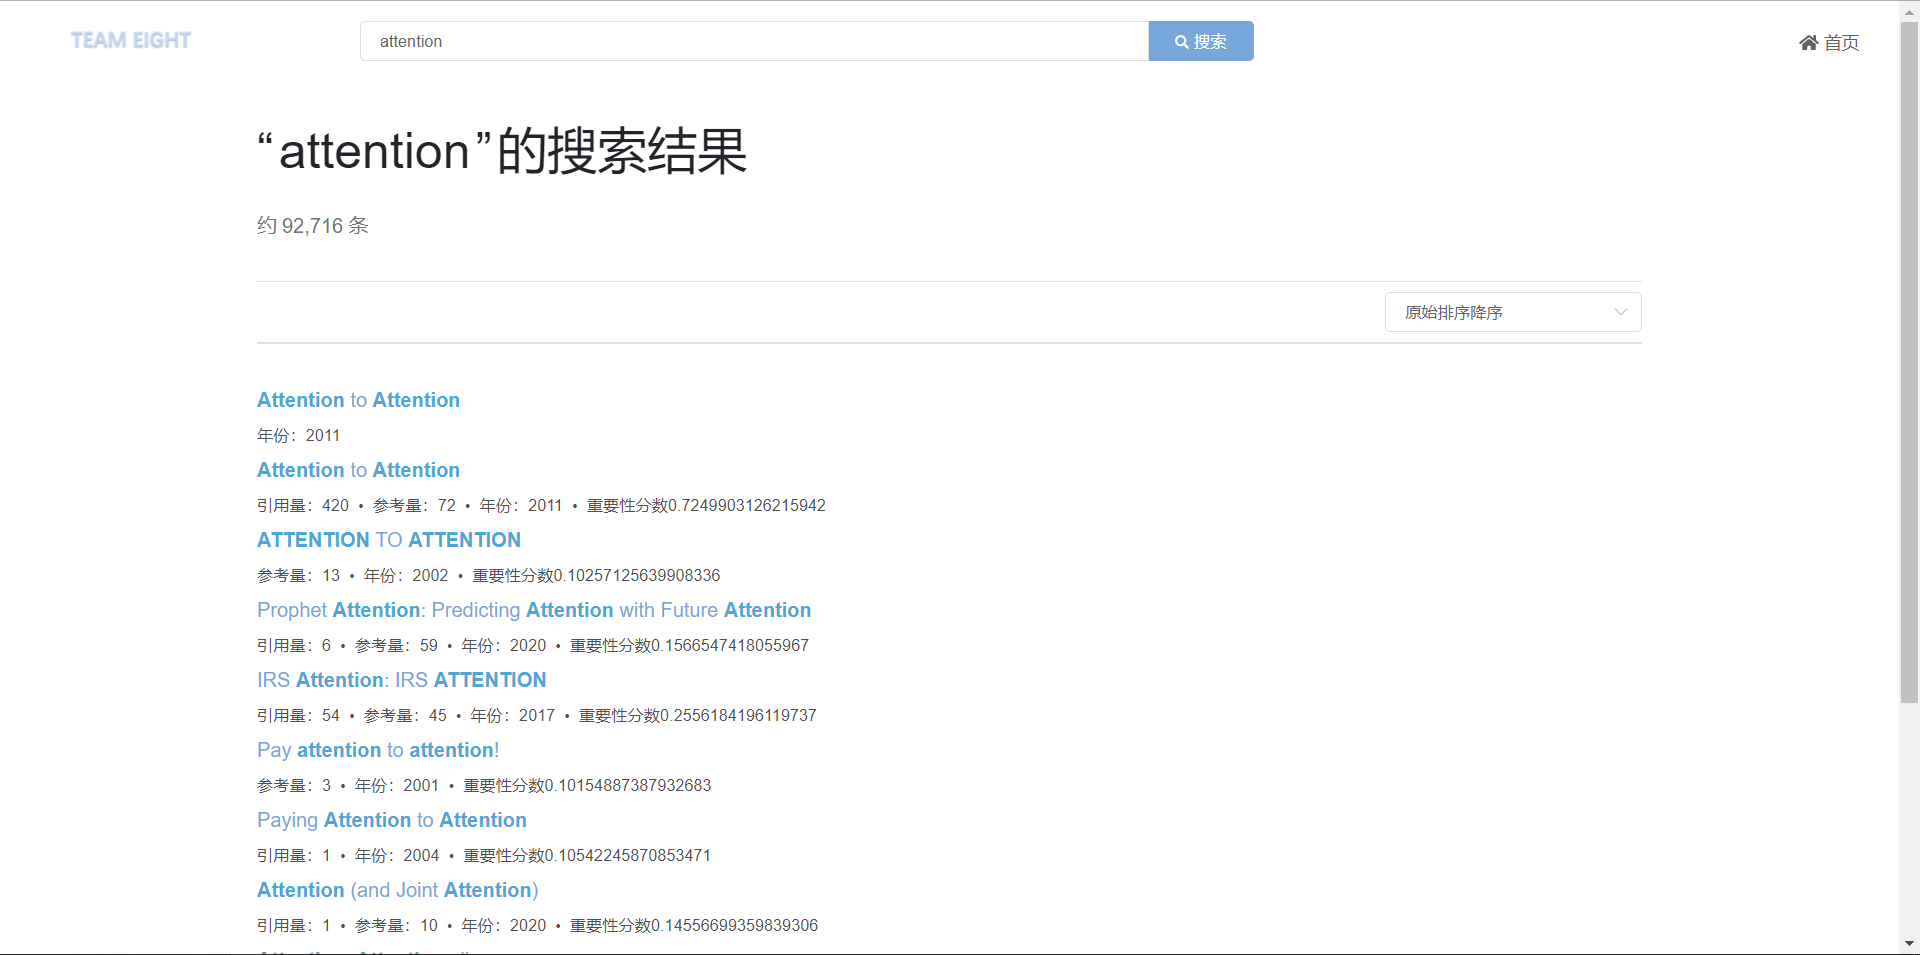 TEAM EIGHT
attention
搜索
首页
“attention”的搜索结果
约 92,716 条
原始排序降序
Attention to Attention
年份：2011
Attention to Attention
引用量：420 • 参考量：72 • 年份：2011 • 重要性分数0.7249903126215942
ATTENTION TO ATTENTION
参考量：13 • 年份：2002 • 重要性分数0.10257125639908336
Prophet Attention: Predicting Attention with Future Attention
引用量：6 • 参考量：59 • 年份：2020 • 重要性分数0.1566547418055967
IRS Attention: IRS ATTENTION
引用量：54 • 参考量：45 • 年份：2017 • 重要性分数0.2556184196119737
Pay attention to attention!
参考量：3 • 年份：2001 • 重要性分数0.10154887387932683
Paying Attention to Attention
引用量：1 • 年份：2004 • 重要性分数0.10542245870853471
Attention (and Joint Attention)
引用量：1 • 参考量：10 • 年份：2020 • 重要性分数0.14556699359839306